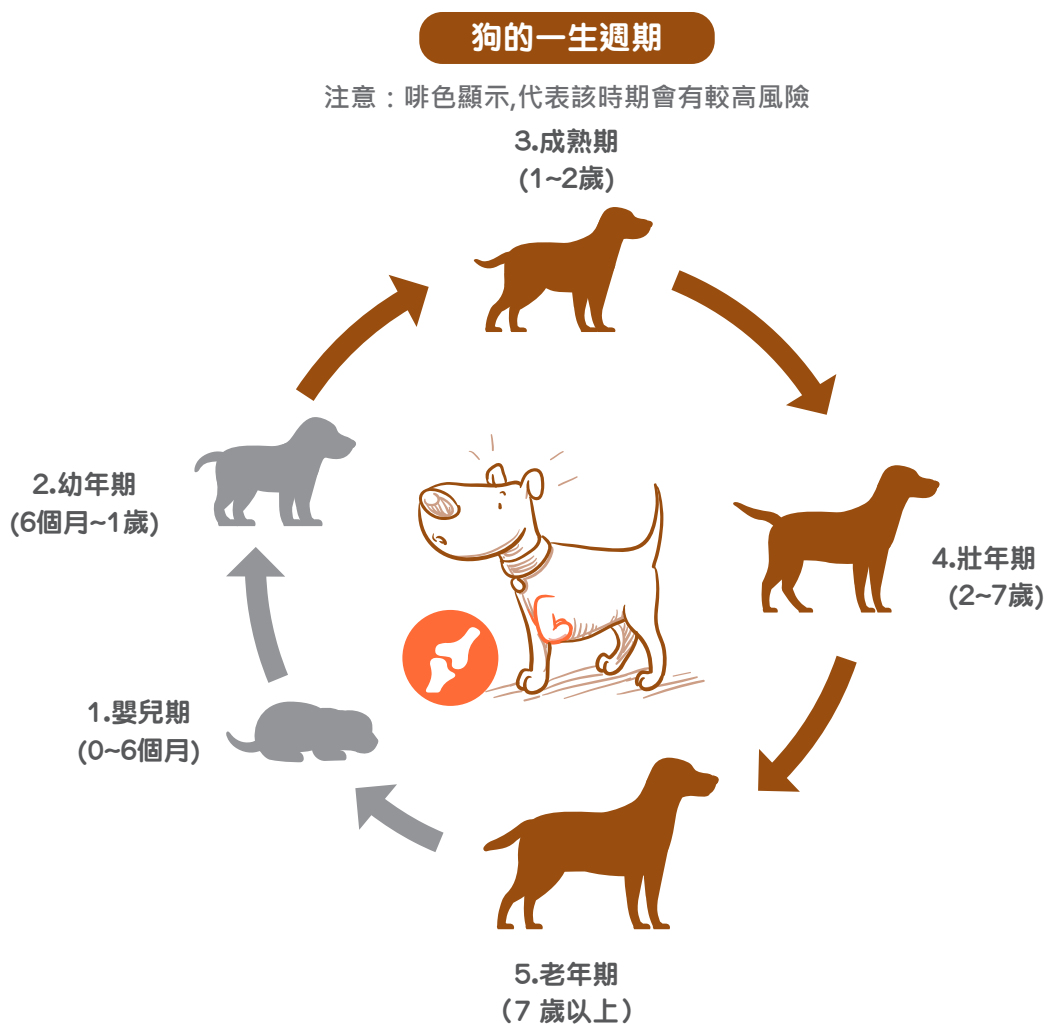 狗的一生週期
注意：啡色顯示,代表該時期會有較高風險
3.成熟期
(1~2歲)
2.幼年期
(6個月~1歲)
4.壯年期
(2~7歲)
1.嬰兒期
(0~6個月)
5.老年期
（7 歲以上）